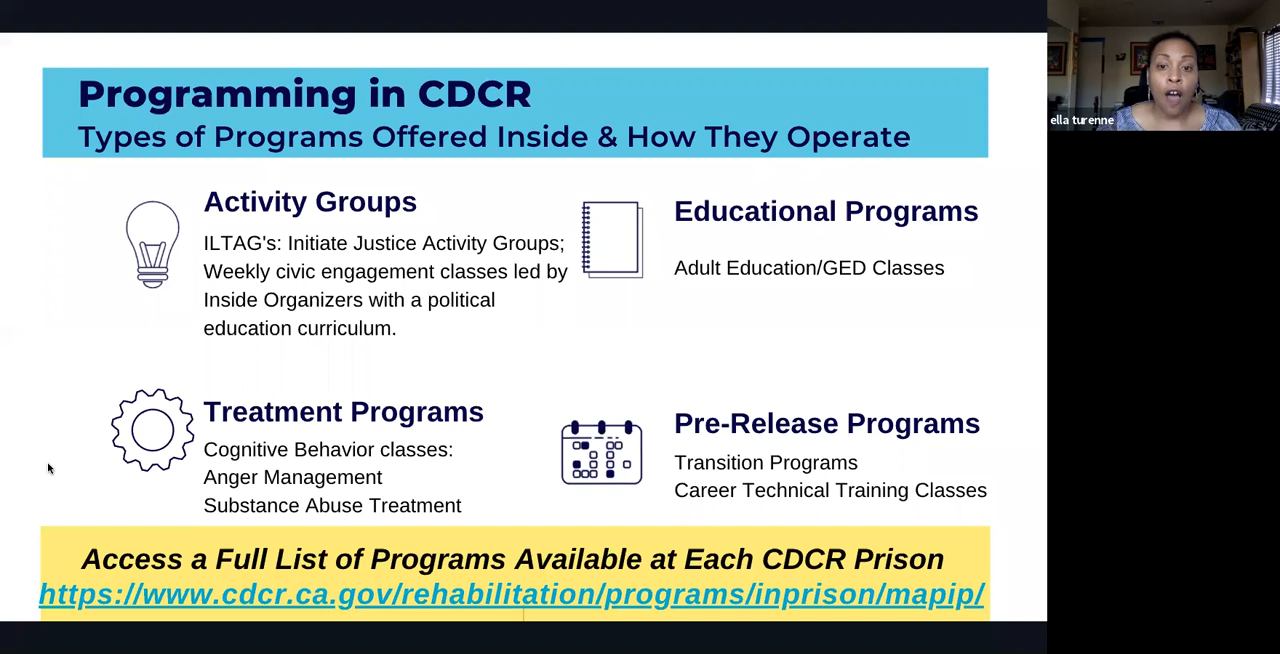 Programming in CDCR
Types of Programs Offered Inside & How They Operate
Activity Groups
ILTAG's: Initiate Justice Activity Groups;
Weekly civic engagement classes led by
Inside Organizers with a political
education curriculum.
Educational Programs
Adult Education/GED Classes
Treatment Programs
Cognitive Behavior classes:
Anger Management
Substance Abuse Treatment
Pre-Release Programs
Transition Programs
Career Technical Training Classes
Access a Full List of Programs Available at Each CDCR Prison
https://www.cdcr.ca.gov/rehabilitation/programs/inprison/mapip/
ella turenne